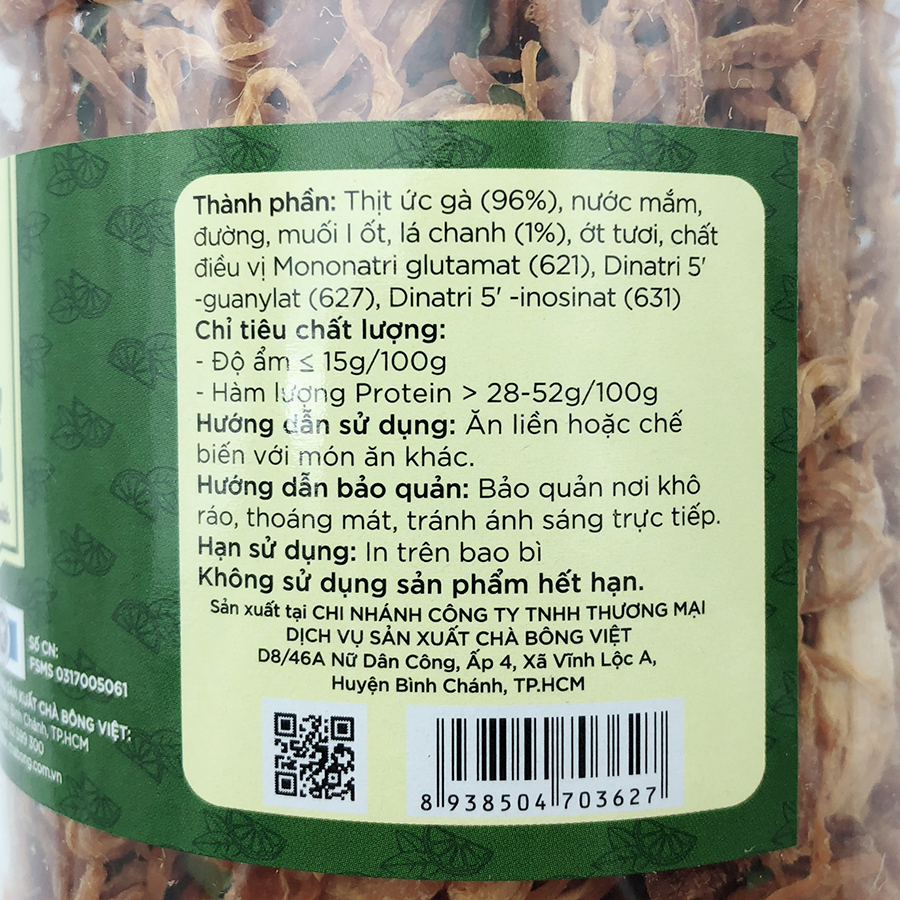 Thành phần: Thịt ức gà (96%), nước mắm,
đường, muối I ốt, lá chanh (1%), ớt tươi, chất
điều vị Mononatri glutamat (621), Dinatri 5'
-guanylat (627), Dinatri 5' -inosinat (631)
Chỉ tiêu chất lượng:
- Độ ẩm ≤ 15g/100g
- Hàm lượng Protein > 28-52g/100g
Hướng dẫn sử dụng: Ăn liền hoặc chế
biến với món ăn khác.
Hướng dẫn bảo quản: Bảo quản nơi khô
ráo, thoáng mát, tránh ánh sáng trực tiếp.
Hạn sử dụng: In trên bao bì
Không sử dụng sản phẩm hết hạn.
Sản xuất tại CHI NHÁNH CÔNG TY TNHH THƯƠNG MẠI
DỊCH VỤ SẢN XUẤT CHÀ BÔNG VIỆT
D8/46A Nữ Dân Công, Ấp 4, Xã Vĩnh Lộc A,
Huyện Bình Chánh, TP.HCM
8 938504 703627
SỐ CN:
FSMS 0317005061
XUẤT CHÀ BÔNG VIỆT:
Chánh, TP.HCM
300